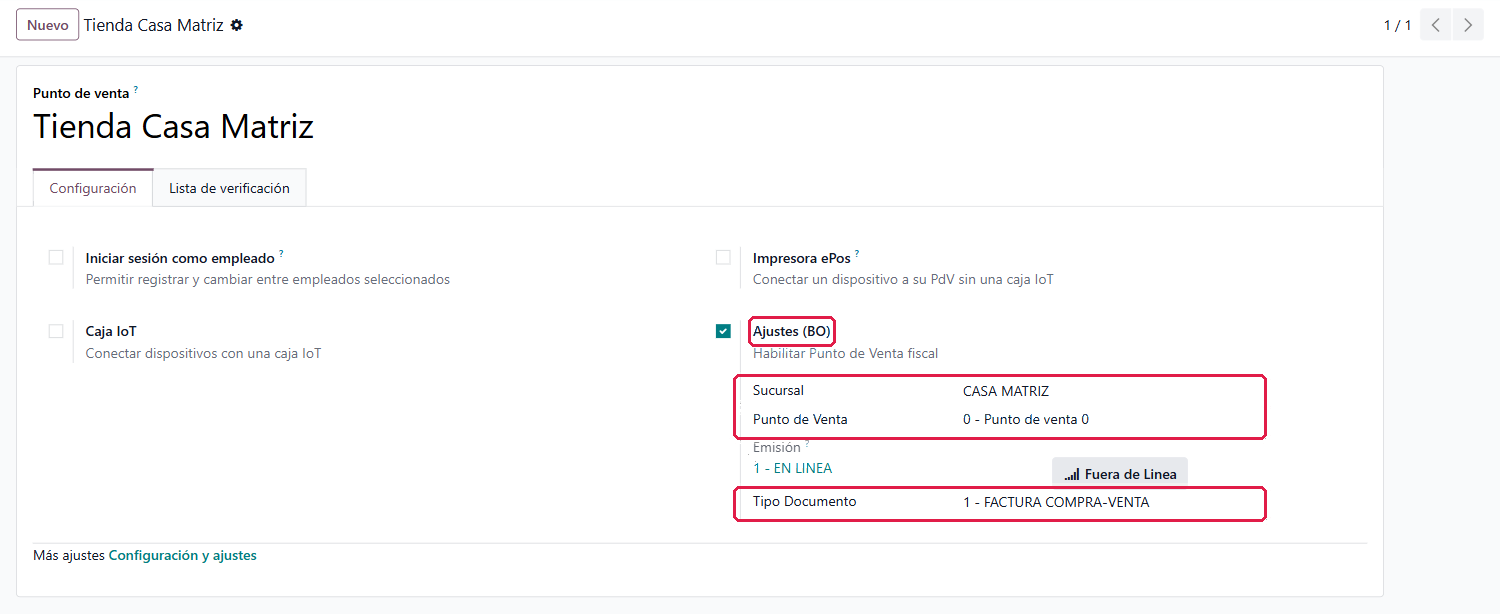 Nuevo Tienda Casa Matriz 1 / 1
Punto de venta ?
Tienda Casa Matriz
Configuración Lista de verificación
Iniciar sesión como empleado ?
Permitir registrar y cambiar entre empleados seleccionados
Impresora ePos ?
Conectar un dispositivo a su PdV sin una caja IoT
Caja IoT
Conectar dispositivos con una caja IoT
Ajustes (BO)
Habilitar Punto de Venta fiscal
Sucursal CASA MATRIZ
Punto de Venta 0 - Punto de venta 0
Emisión ?
1 - EN LINEA
Fuera de Linea
Tipo Documento 1 - FACTURA COMPRA-VENTA
Más ajustes Configuración y ajustes